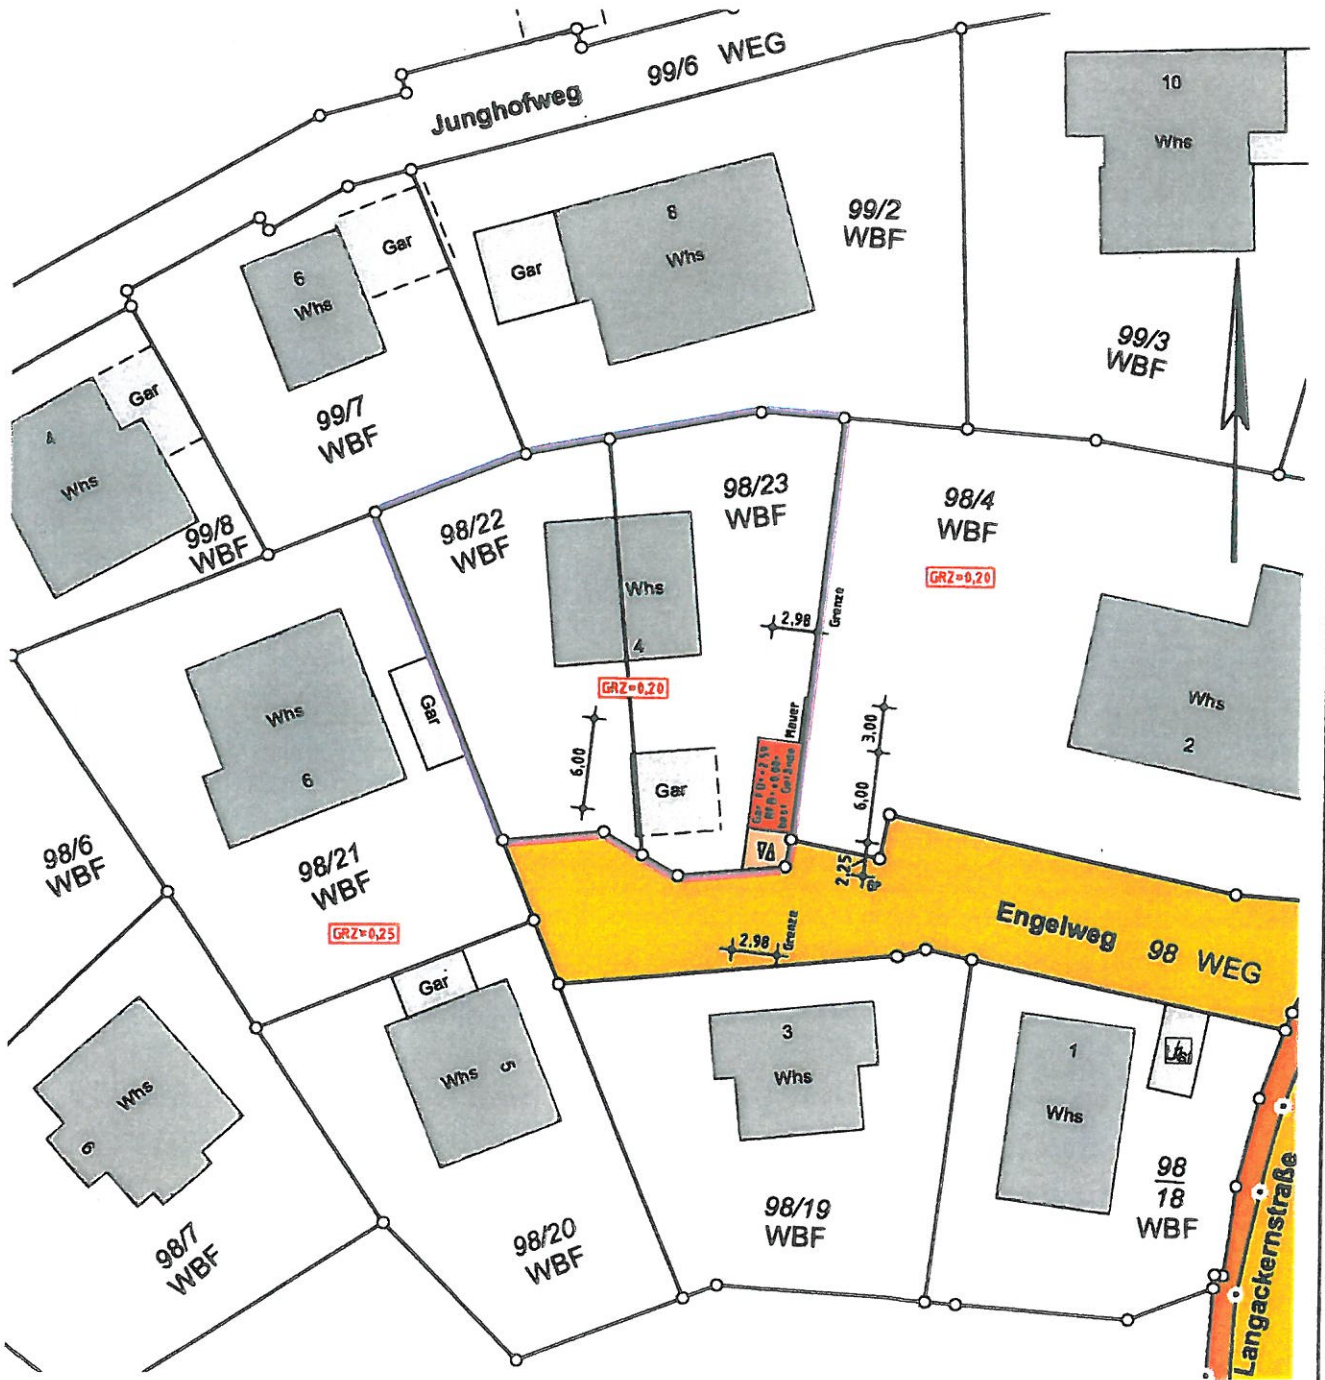 Junghofweg 99/6 WEG
10
Whs
99/2
WBF
8
Whs
Gar
Gar
6
Whs
99/3
WBF
Gar
4
Whs
99/7
WBF
99/8
WBF
98/22
WBF
98/23
WBF
98/4
WBF
GRZ=0,20
Whs
4
2,98
Grenze
GRZ=0,20
Whs
6
Gar
Whs
2
Mauer
6,00
3,00
6,00
2,25
Gar
98/6
WBF
98/21
WBF
GRZ=0,25
Engelweg 98 WEG
2,98
Grenze
Gar
Whs
5
3
Whs
1
Whs
Whs
6
98
18
WBF
98/19
WBF
98/20
WBF
98/7
WBF
Langackernstraße